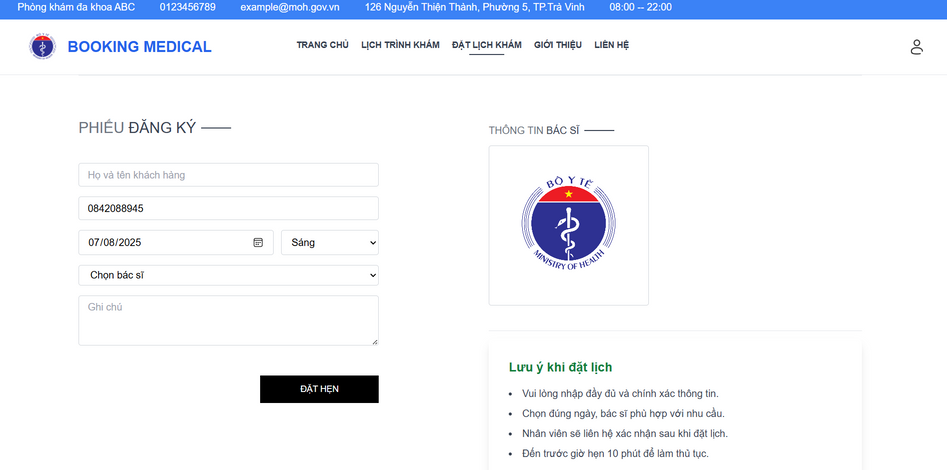 Phòng khám đa khoa ABC 0123456789 example@moh.gov.vn 126 Nguyễn Thiện Thành, Phường 5, TP.Trà Vinh 08:00 -- 22:00
BOOKING MEDICAL TRANG CHỦ LỊCH TRÌNH KHÁM ĐẶT LỊCH KHÁM GIỚI THIỆU LIÊN HỆ
PHIẾU ĐĂNG KÝ
Họ và tên khách hàng
0842088945
07/08/2025 Sáng
Chọn bác sĩ
Ghi chú
ĐẶT HẸN
THÔNG TIN BÁC SĨ
BỘ Y TẾ
MINISTRY OF HEALTH
Lưu ý khi đặt lịch
• Vui lòng nhập đầy đủ và chính xác thông tin.
• Chọn đúng ngày, bác sĩ phù hợp với nhu cầu.
• Nhân viên sẽ liên hệ xác nhận sau khi đặt lịch.
• Đến trước giờ hẹn 10 phút để làm thủ tục.